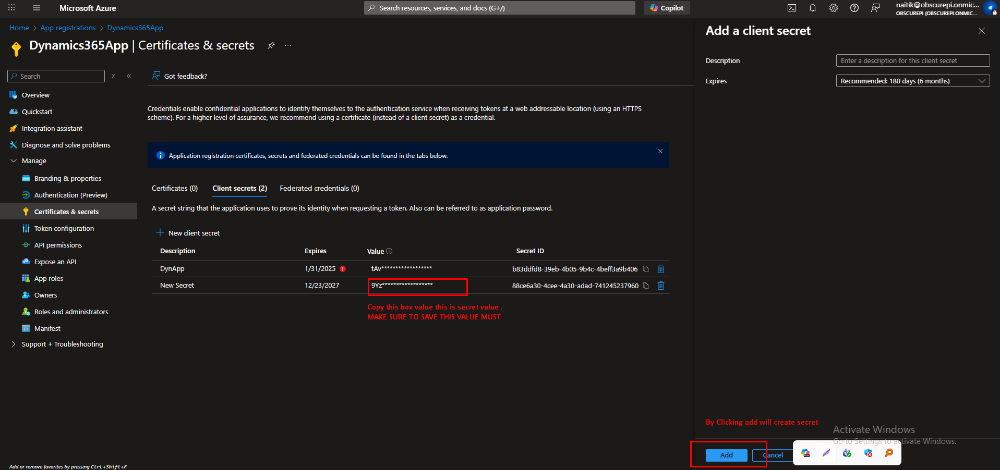 Microsoft Azure
Search resources, services, and docs (G+/)
Copilot
naitik@obscurepi.onmic...
OBSCUREPI (OBSCUREPI.ONMIC...
Home > App registrations > Dynamics365App
Dynamics365App | Certificates & secrets
Search
Overview
Quickstart
Integration assistant
Diagnose and solve problems
Manage
Branding & properties
Authentication (Preview)
Certificates & secrets
Token configuration
API permissions
Expose an API
App roles
Owners
Roles and administrators
Manifest
Support + Troubleshooting
Add or remove favorites by pressing Ctrl+Shift+F
Got feedback?
Credentials enable confidential applications to identify themselves to the authentication service when receiving tokens at a web addressable location (using an HTTPS
scheme). For a higher level of assurance, we recommend using a certificate (instead of a client secret) as a credential.
Application registration certificates, secrets and federated credentials can be found in the tabs below.
Certificates (0) Client secrets (2) Federated credentials (0)
A secret string that the application uses to prove its identity when requesting a token. Also can be referred to as application password.
New client secret
Description Expires Value Secret ID
DynApp 1/31/2025 tAv****************** b83ddfd8-39eb-4b05-9b4c-4beff3a9b406
New Secret 12/23/2027 9Yz****************** 88ce6a30-4cee-4a30-adad-741245237960
Copy this box value this is secret value .
MAKE SURE TO SAVE THIS VALUE MUST
Add a client secret
Description Enter a description for this client secret
Expires Recommended: 180 days (6 months)
By Clicking add will create secret
Activate Windows
Go to Settings to activate Windows.
Add Cancel